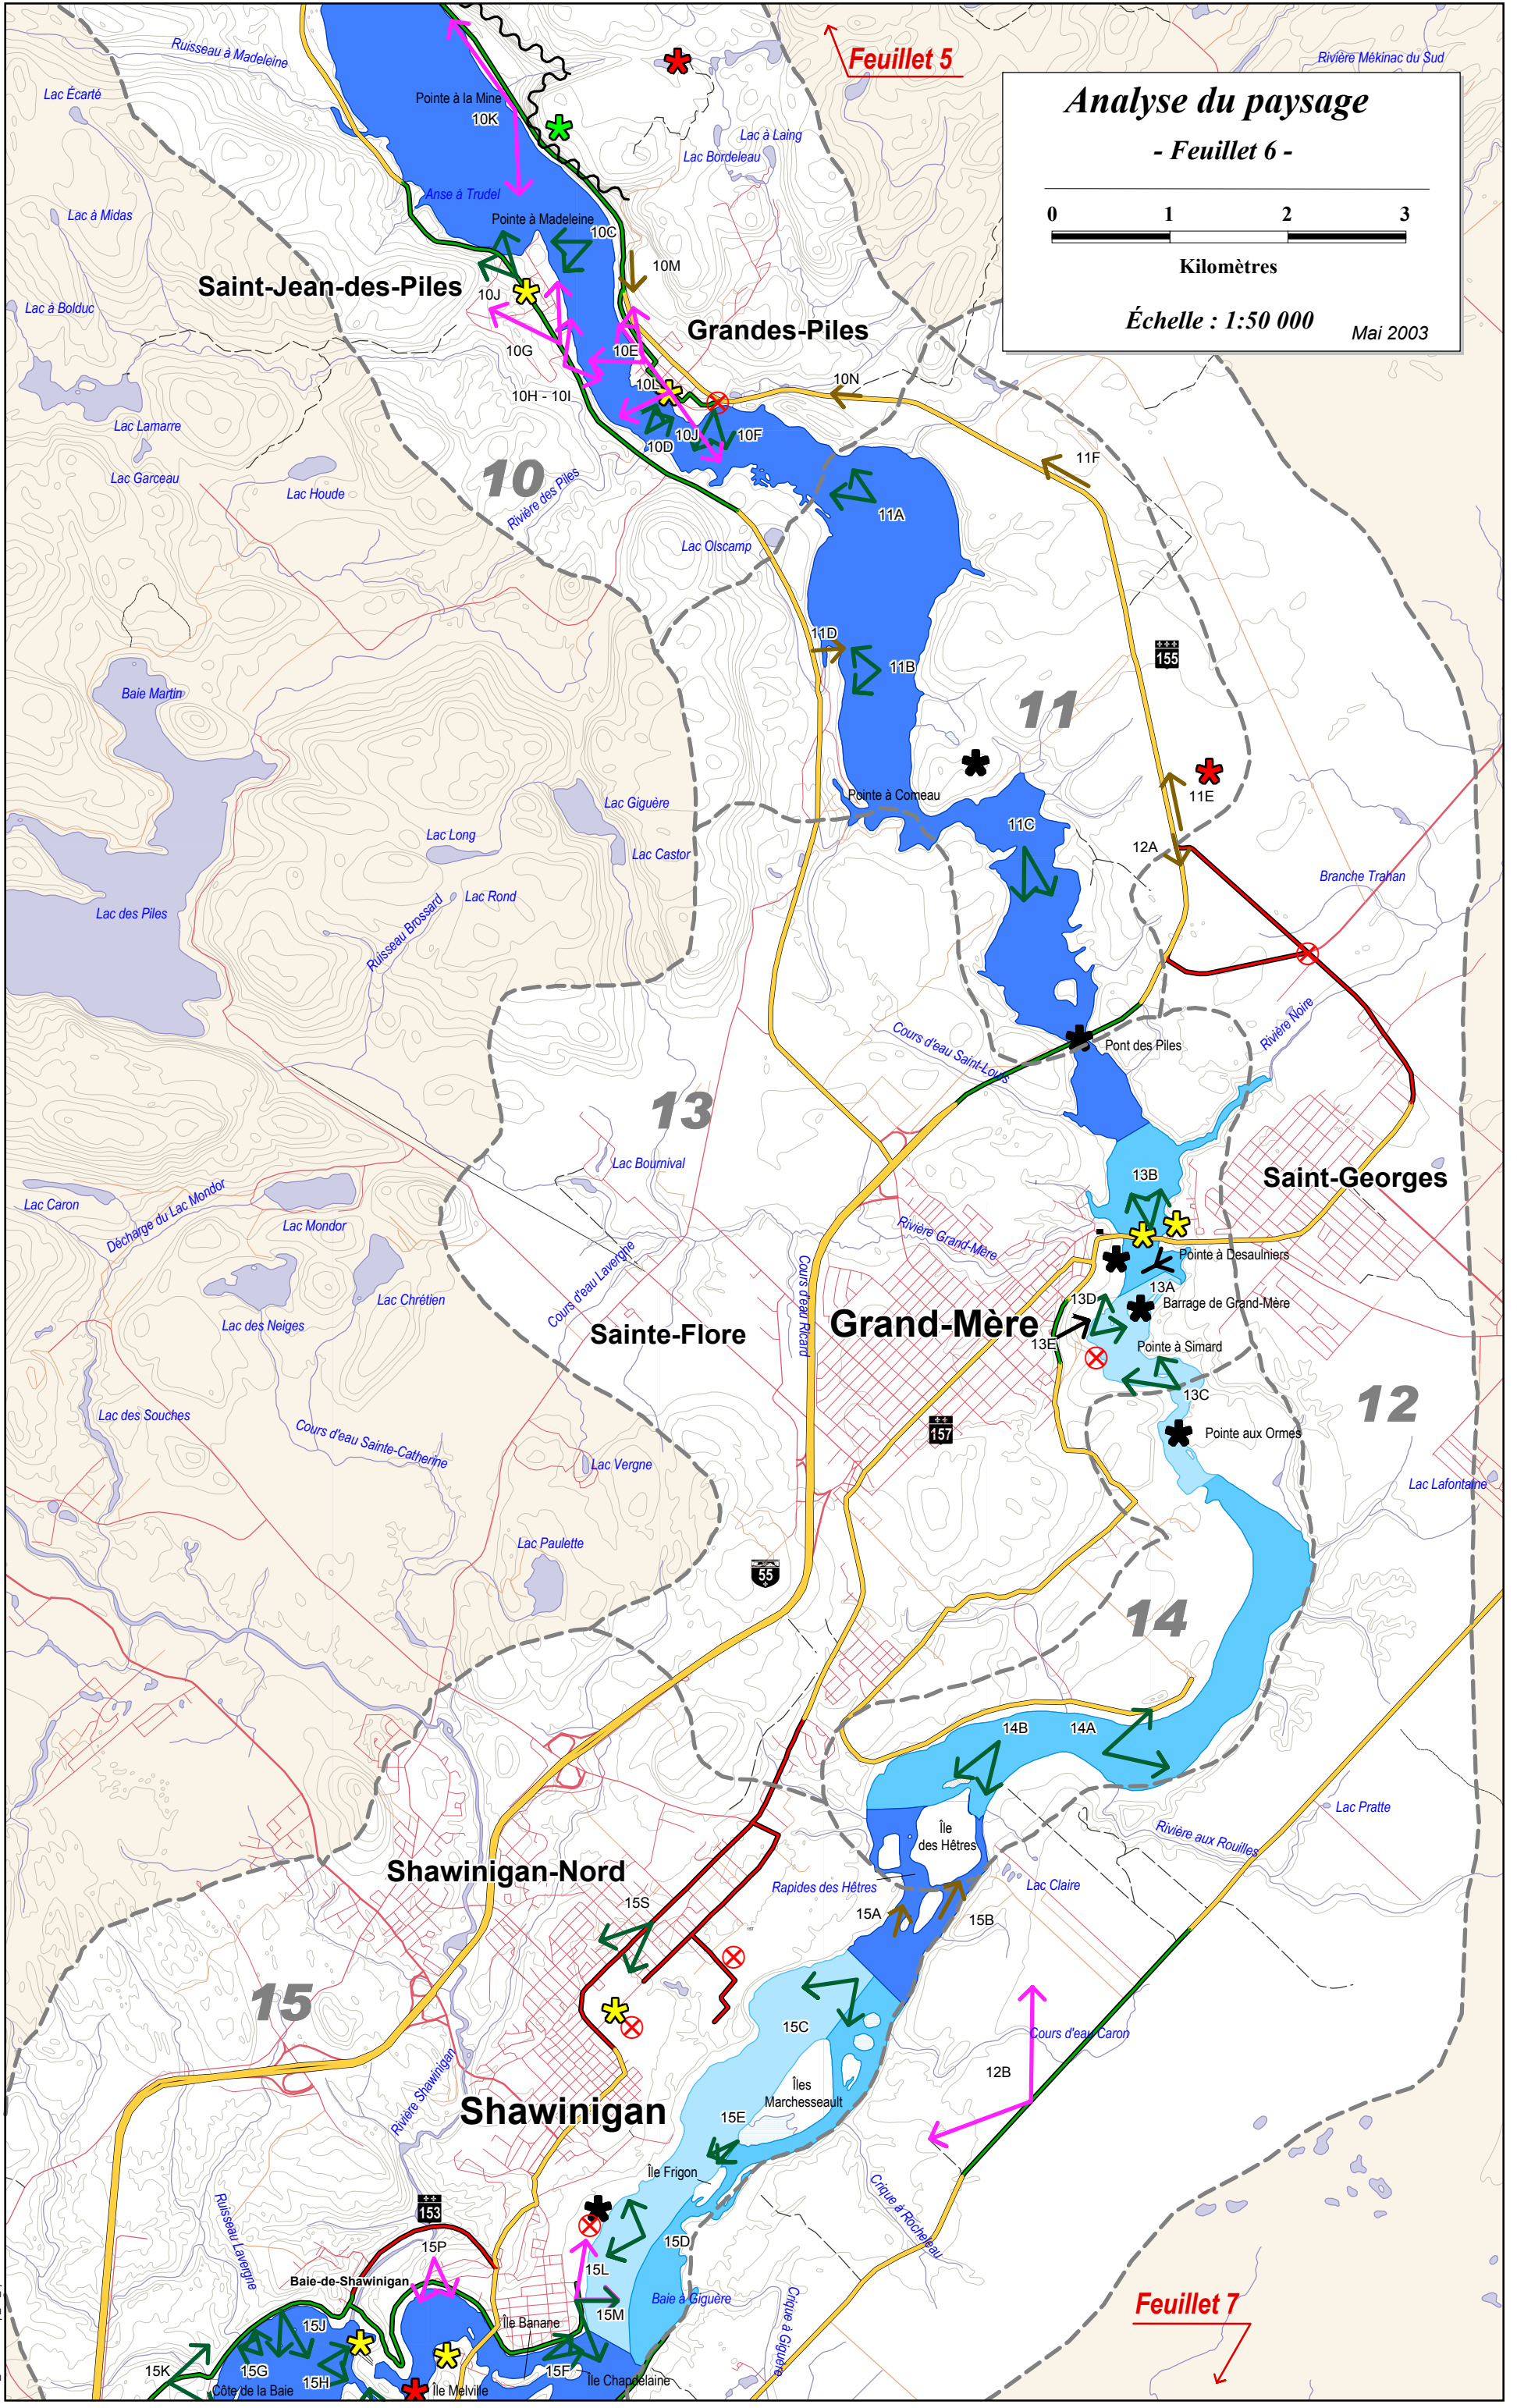 Analyse du paysage
- Feuillet 6 -
0 1 2 3
Kilomètres
Échelle : 1:50 000
Mai 2003
Feuillet 5
Rivière Mékinac du Sud
Ruisseau à Madeleine
Lac Écarté
Pointe à la Mine
10K
Lac à Laing
Lac Bordeleau
Anse à Trudel
Lac à Midas
Pointe à Madeleine
10C
10M
Saint-Jean-des-Piles
10J
Lac à Bolduc
Grandes-Piles
10G
10E
10N
10L
10H - 10I
10D
10J
10F
Lac Lamarre
11F
10
Lac Garceau
Lac Houde
Rivière des Piles
11A
Lac Olscamp
11D
155
11B
Baie Martin
11
11E
Pointe à Comeau
Lac Giguère
11C
Lac Long
12A
Lac Castor
Branche Trahan
Lac Rond
Lac des Piles
Ruisseau Brossard
Rivière Noire
Cours d'eau Saint-Louis
Pont des Piles
13
Lac Bournival
13B
Saint-Georges
Lac Caron
Décharge du Lac Mondor
Lac Mondor
Rivière Grand-Mère
Pointe à Desaulniers
Cours d'eau Lavergne
Cours d'eau Ricard
13A
Lac Chrétien
13D
Barrage de Grand-Mère
Lac des Neiges
Grand-Mère
Sainte-Flore
13E
Pointe à Simard
13C
12
Lac des Souches
Cours d'eau Sainte-Catherine
157
Pointe aux Ormes
Lac Vergne
Lac Lafontaine
Lac Paulette
55
14
14B
14A
Lac Pratte
Île
des Hêtres
Rivière aux Rouilles
Shawinigan-Nord
Rapides des Hêtres
Lac Claire
15S
15A
15B
15
15C
Cours d'eau Caron
12B
Îles
Marchesseault
Rivière Shawinigan
Shawinigan
15E
Île Frigon
Crique à Rocheleau
153
Ruisseau Lavergne
15P
15D
15L
Baie-de-Shawinigan
Baie à Giguère
15M
Crique à Giguère
Feuillet 7
Île Banane
15J
15K
15G
15H
15F
Île Chapdelaine
Côte de la Baie
Île Melville